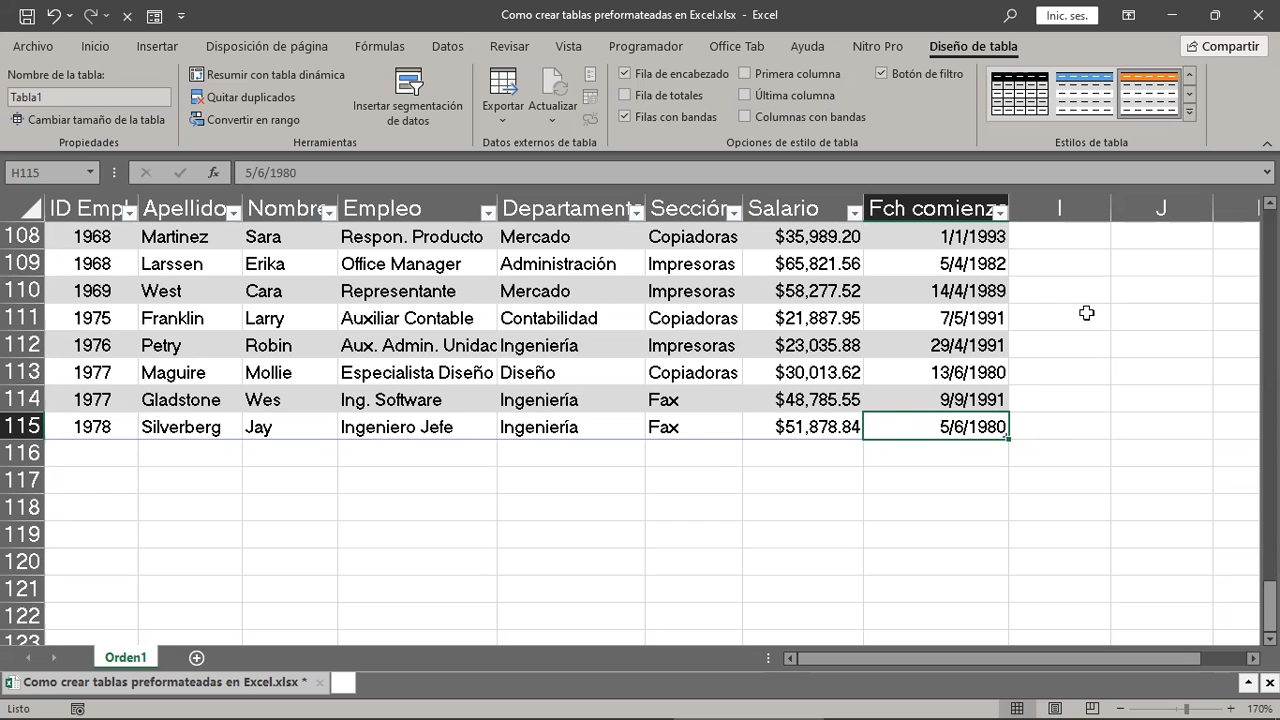 Como crear tablas preformateadas en Excel.xlsx - Excel
Inic. ses.
Archivo Inicio Insertar Disposición de página Fórmulas Datos Revisar Vista Programador Office Tab Ayuda Nitro Pro Diseño de tabla Compartir
Nombre de la tabla:
Tabla1
Cambiar tamaño de la tabla
Propiedades
Resumir con tabla dinámica
Quitar duplicados
Convertir en rango
Insertar segmentación
de datos
Herramientas
Exportar Actualizar
Datos externos de tabla
Fila de encabezado Primera columna Botón de filtro
Fila de totales Última columna
Filas con bandas Columnas con bandas
Opciones de estilo de tabla
Estilos de tabla
H115 fx 5/6/1980
ID Empl Apellido Nombre Empleo Departament Sección Salario Fch comienz I J
108 1968 Martinez Sara Respon. Producto Mercado Copiadoras $35,989.20 1/1/1993
109 1968 Larssen Erika Office Manager Administración Impresoras $65,821.56 5/4/1982
110 1969 West Cara Representante Mercado Impresoras $58,277.52 14/4/1989
111 1975 Franklin Larry Auxiliar Contable Contabilidad Copiadoras $21,887.95 7/5/1991
112 1976 Petry Robin Aux. Admin. Unidad Ingeniería Impresoras $23,035.88 29/4/1991
113 1977 Maguire Mollie Especialista Diseño Diseño Copiadoras $30,013.62 13/6/1980
114 1977 Gladstone Wes Ing. Software Ingeniería Fax $48,785.55 9/9/1991
115 1978 Silverberg Jay Ingeniero Jefe Ingeniería Fax $51,878.84 5/6/1980
116
117
118
119
120
121
122
123
Orden1
Como crear tablas preformateadas en Excel.xlsx *
Listo 170%